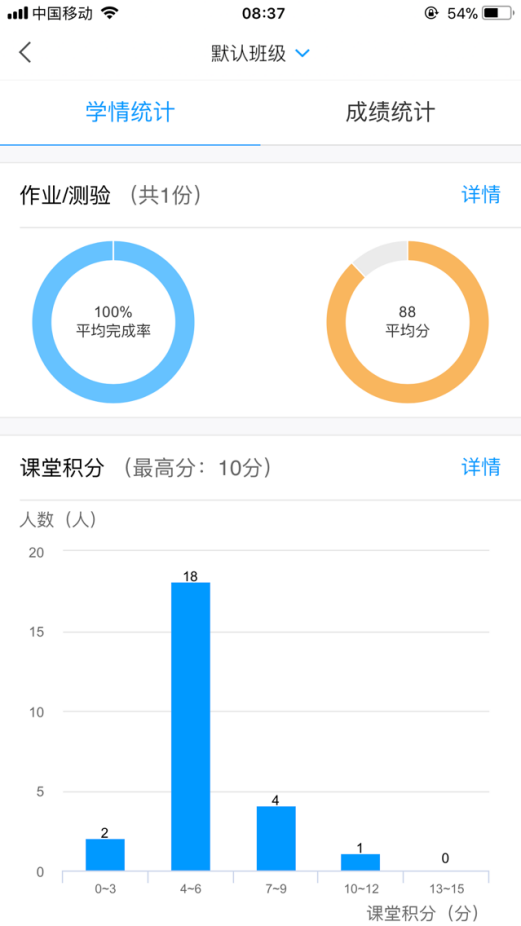 中国移动 08:37 54%
默认班级
学情统计 成绩统计
作业/测验 （共1份） 详情
100% 88
平均完成率 平均分
课堂积分 （最高分：10分） 详情
人数（人）
20
18
15
10
5
4
2
1
0
0
0~3 4~6 7~9 10~12 13~15
课堂积分（分）